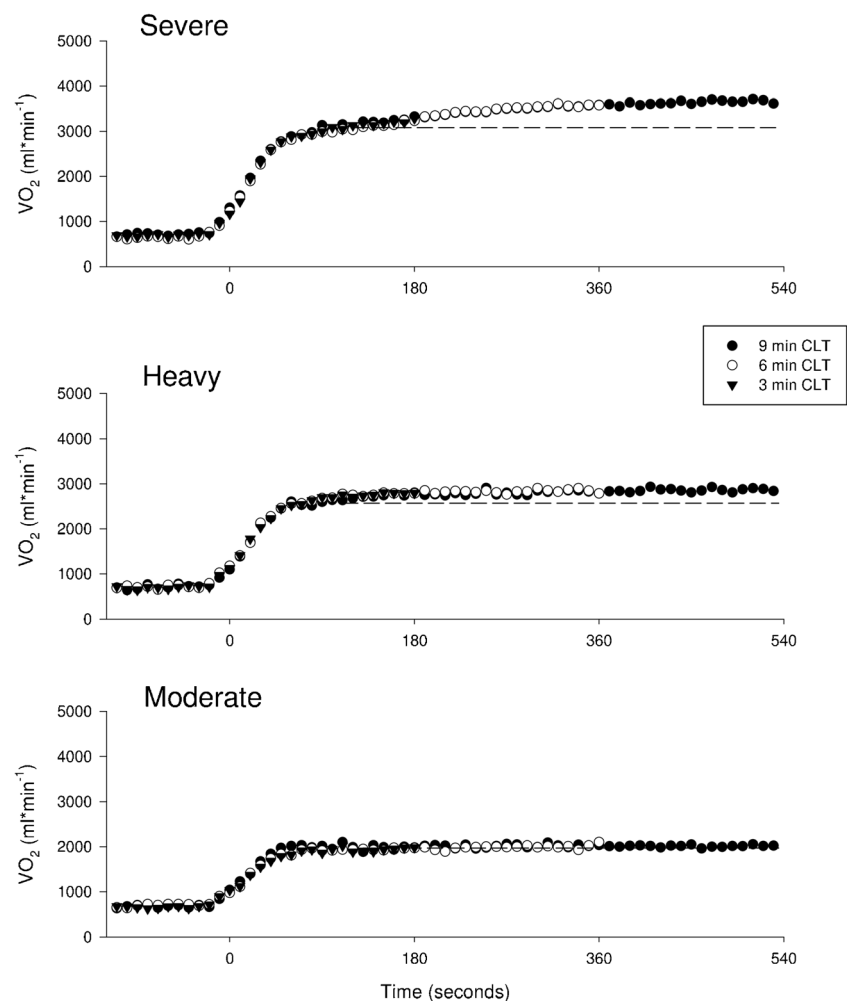 Severe
5000
4000
3000
2000
1000
0
VO2 (ml*min-1)
0 180 360 540
9 min CLT
6 min CLT
3 min CLT
Heavy
5000
4000
3000
2000
1000
0
VO2 (ml*min-1)
0 180 360 540
Moderate
5000
4000
3000
2000
1000
0
VO2 (ml*min-1)
0 180 360 540
Time (seconds)